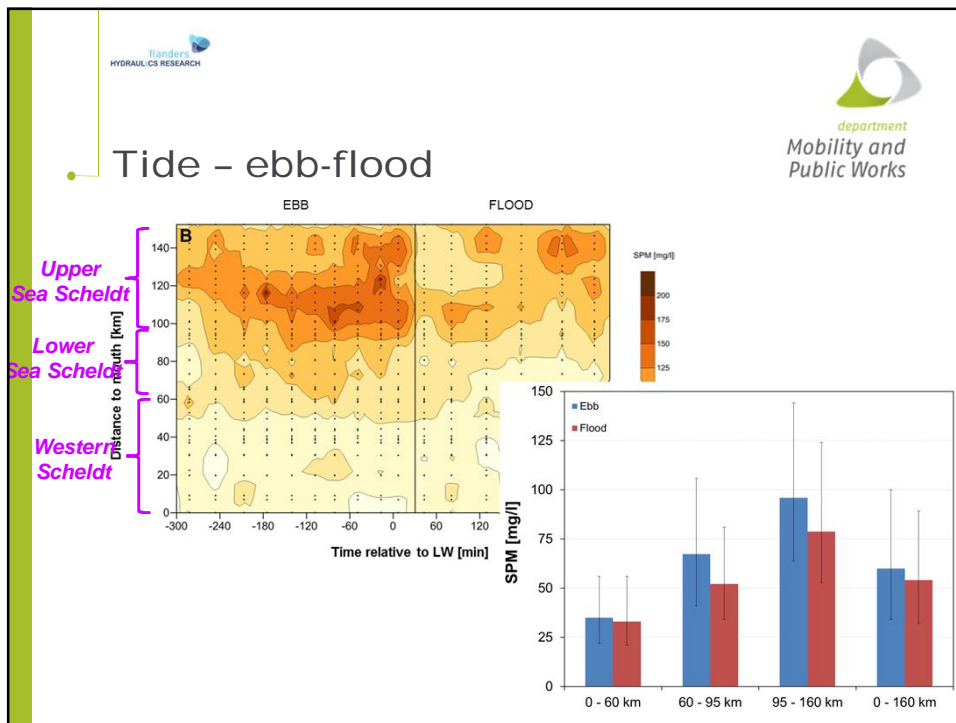 flanders
HYDRAULICS RESEARCH
department
Mobility and
Public Works
Tide – ebb-flood
EBB
FLOOD
B
140
120
100
80
60
40
20
0
Distance to mouth [km]
Upper
Sea Scheldt
Lower
Sea Scheldt
Western
Scheldt
-300
-240
-180
-120
-60
0
60
120
Time relative to LW [min]
SPM [mg/l]
200
175
150
125
150
125
100
75
50
25
0
SPM [mg/l]
Ebb
Flood
0 - 60 km
60 - 95 km
95 - 160 km
0 - 160 km